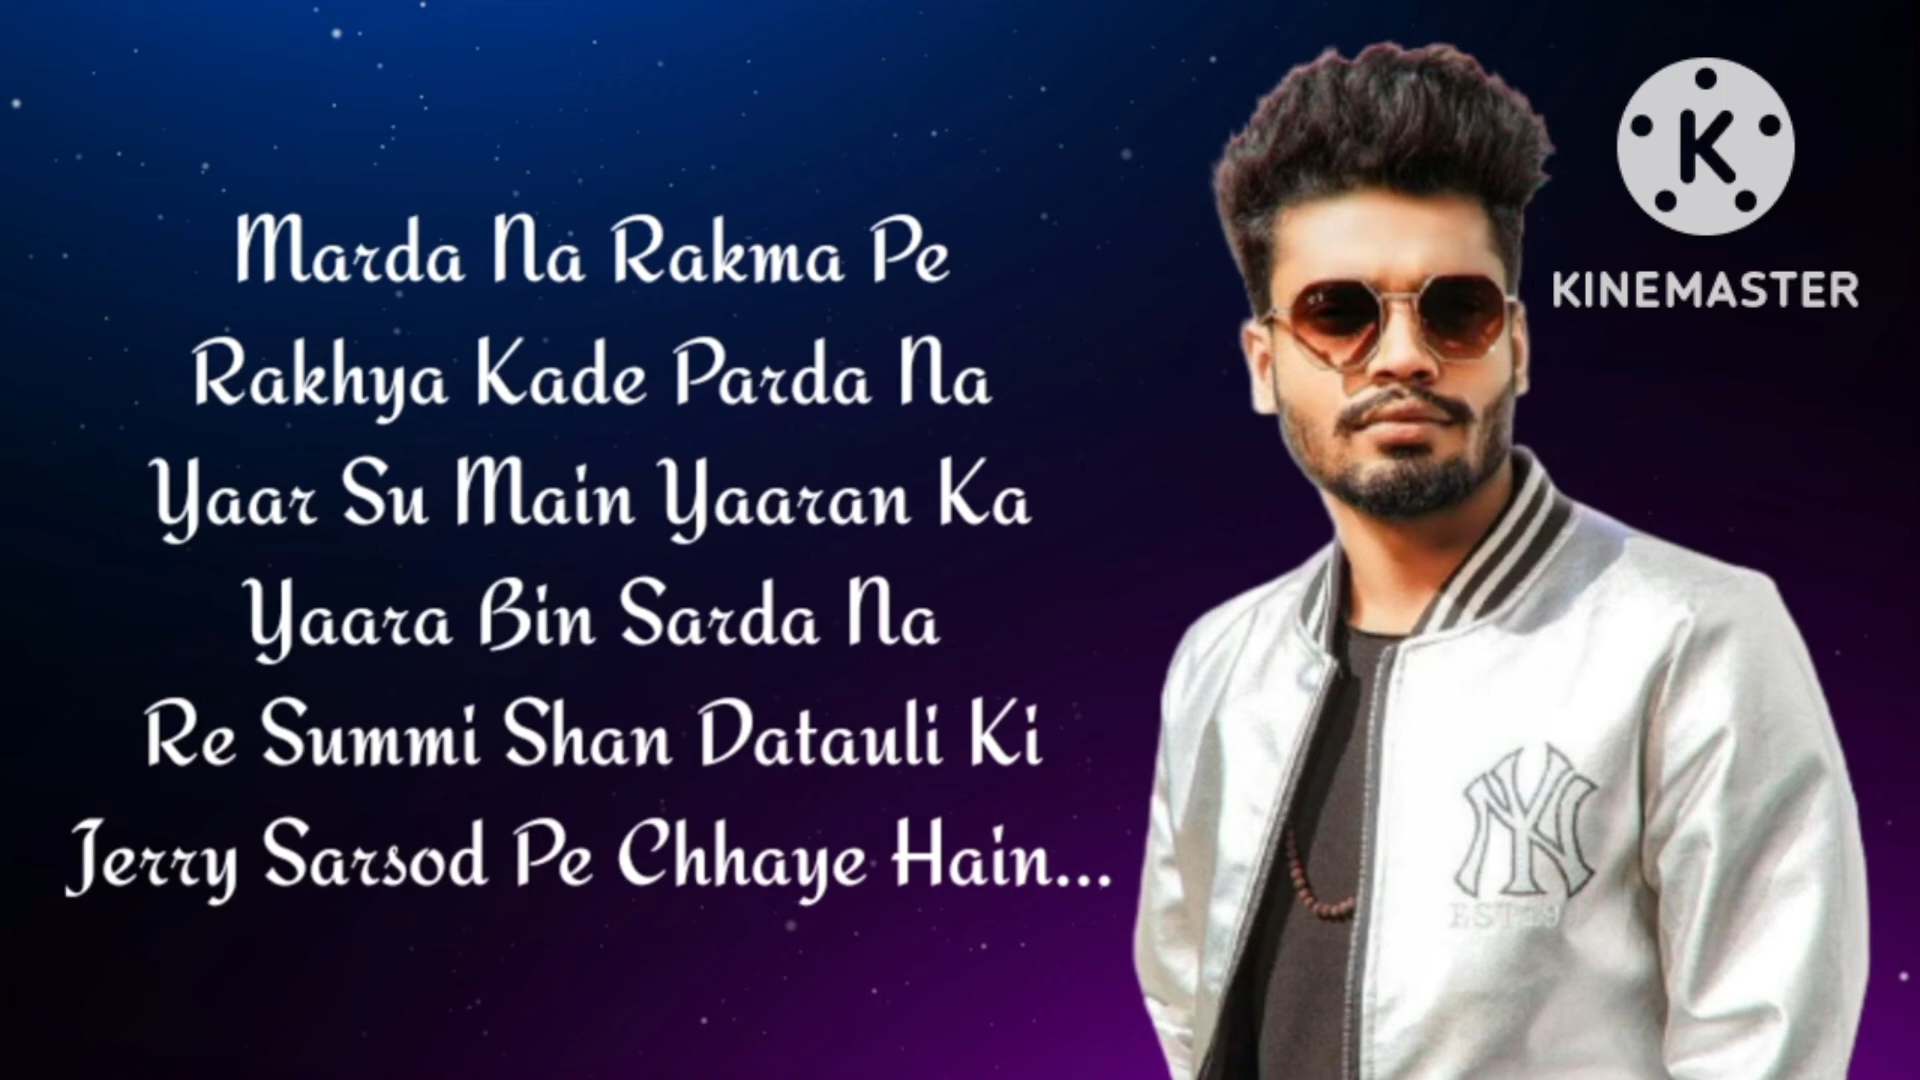 Marda Na Rakma Pe
Rakhya Kade Parda Na
Yaar Su Main Yaaran Ka
Yaara Bin Sarda Na
Re Summi Shan Datauli Ki
Jerry Sarsod Pe Chhaye Hain...
K
KINEMASTER
NY